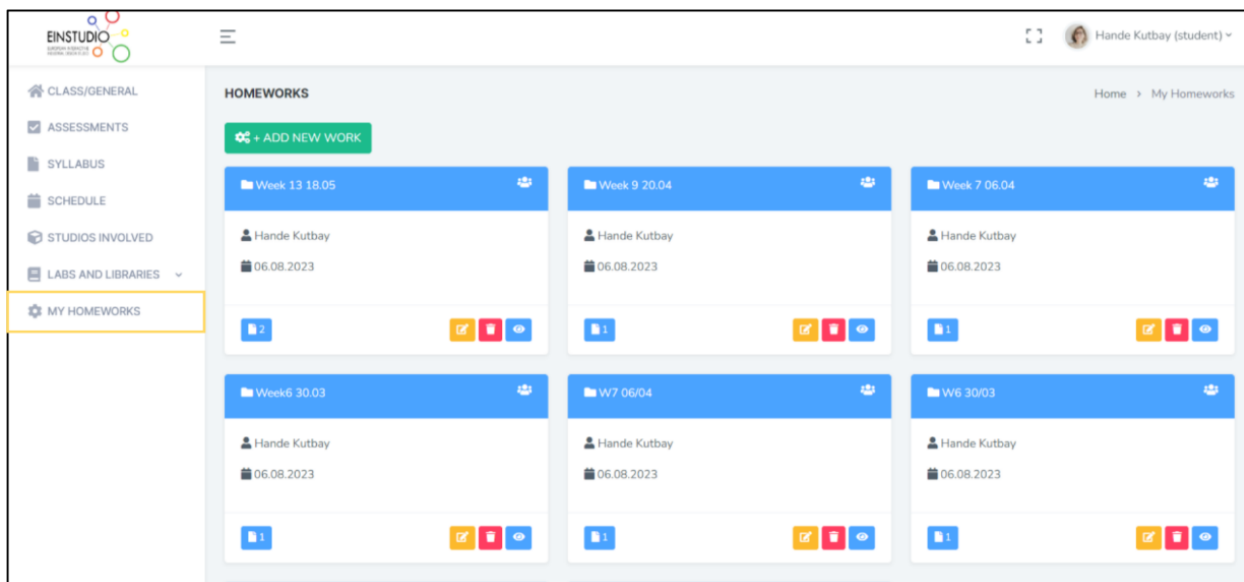 EINSTUDIO
Hande Kutbay (student)
CLASS/GENERAL
ASSESSMENTS
SYLLABUS
SCHEDULE
STUDIOS INVOLVED
LABS AND LIBRARIES
MY HOMEWORKS
HOMEWORKS
Home > My Homeworks
+ ADD NEW WORK
Week 13 18.05
Hande Kutbay
06.08.2023
2
Week 9 20.04
Hande Kutbay
06.08.2023
1
Week 7 06.04
Hande Kutbay
06.08.2023
1
Week6 30.03
Hande Kutbay
06.08.2023
1
W7 06/04
Hande Kutbay
06.08.2023
1
W6 30/03
Hande Kutbay
06.08.2023
1